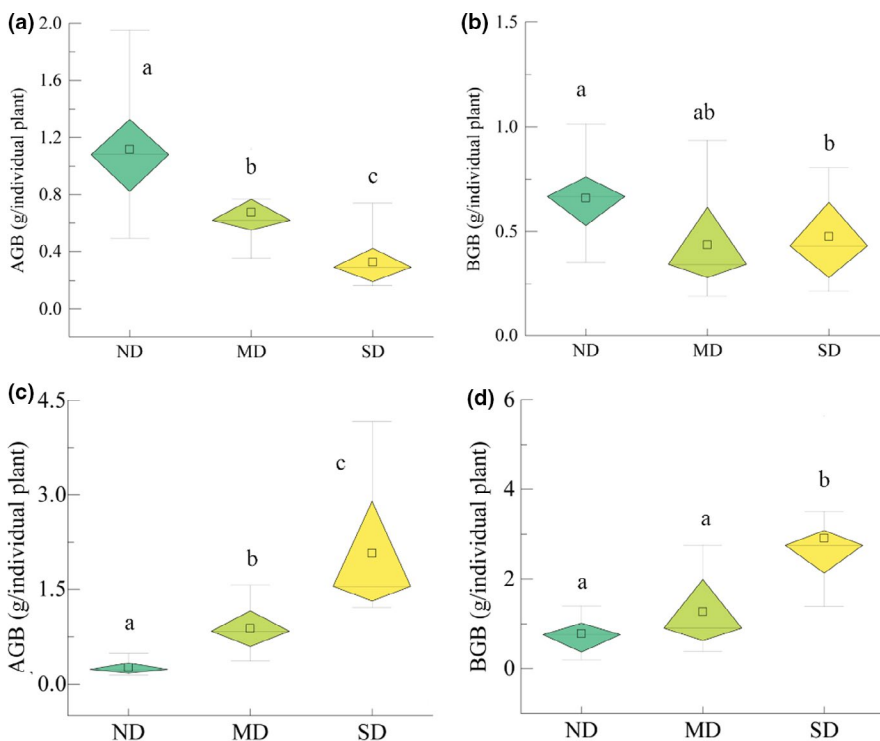 (a)
AGB (g/individual plant)
2.0
1.6
1.2
0.8
0.4
0.0
a
b
c
ND MD SD
(b)
BGB (g/individual plant)
1.5
1.0
0.5
0.0
a
ab
b
ND MD SD
(c)
AGB (g/individual plant)
4.5
3.0
1.5
0.0
a
b
c
ND MD SD
(d)
BGB (g/individual plant)
6
4
2
0
a
a
b
ND MD SD